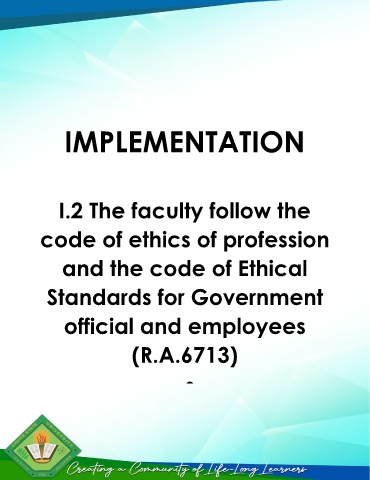 IMPLEMENTATION
I.2 The faculty follow the
code of ethics of profession
and the code of Ethical
Standards for Government
official and employees
(R.A.6713)
Creating a Community of Life-Long Learners